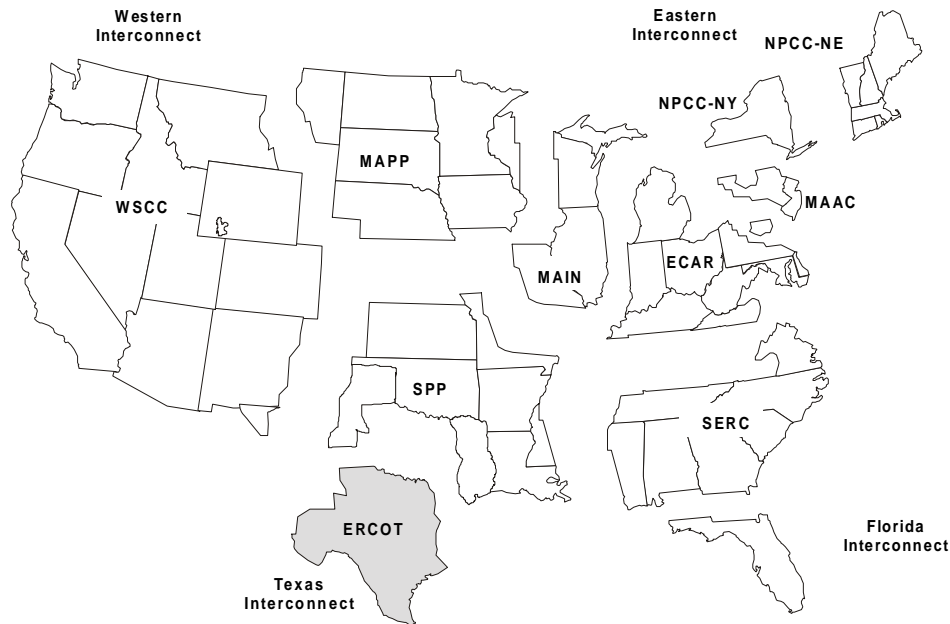 Western
Interconnect
Eastern
Interconnect
NPCC-NE
NPCC-NY
MAPP
WSCC
MAAC
ECAR
MAIN
SPP
SERC
ERCOT
Florida
Interconnect
Texas
Interconnect